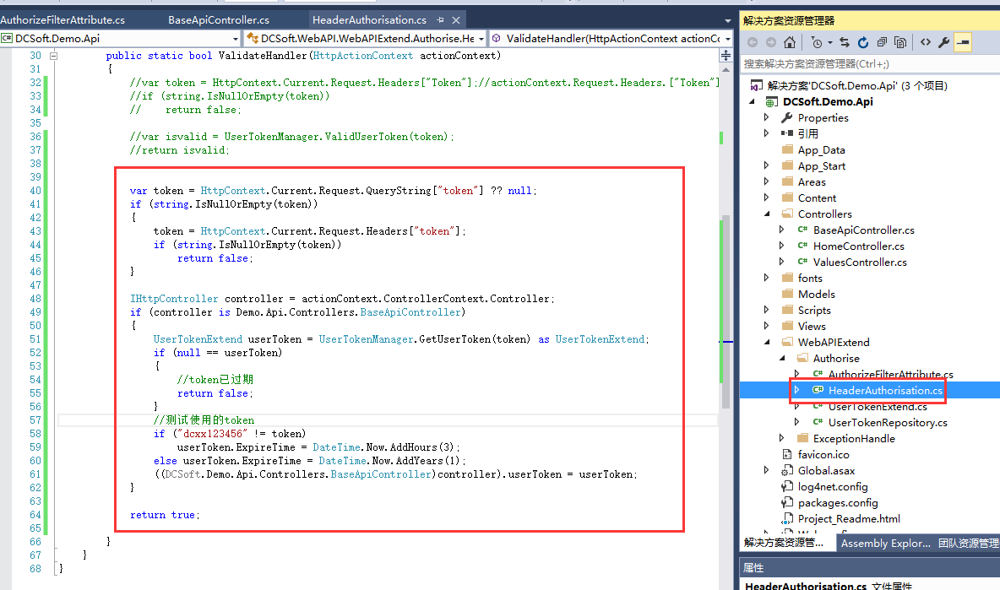 AuthorizeFilterAttribute.cs
BaseApiController.cs
HeaderAuthorisation.cs
DCSoft.Demo.Api
DCSoft.WebAPI.WebAPIExtend.Authorise.He
ValidateHandler(HttpActionContext actionCc
30 public static bool ValidateHandler(HttpActionContext actionContext)
31 {
32 //var token = HttpContext.Current.Request.Headers["Token"];//actionContext.Request.Headers.["Token"]
33 //if (string.IsNullOrEmpty(token))
34 // return false;
35
36 //var isvalid = UserTokenManager.ValidUserToken(token);
37 //return isvalid;
38
39
40 var token = HttpContext.Current.Request.QueryString["token"] ?? null;
41 if (string.IsNullOrEmpty(token))
42 {
43 token = HttpContext.Current.Request.Headers["token"];
44 if (string.IsNullOrEmpty(token))
45 return false;
46 }
47
48 IHttpController controller = actionContext.ControllerContext.Controller;
49 if (controller is Demo.Api.Controllers.BaseApiController)
50 {
51 UserTokenExtend userToken = UserTokenManager.GetUserToken(token) as UserTokenExtend;
52 if (null == userToken)
53 {
54 //token已过期
55 return false;
56 }
57 //测试使用的token
58 if ("dcxx123456" != token)
59 userToken.ExpireTime = DateTime.Now.AddHours(3);
60 else userToken.ExpireTime = DateTime.Now.AddYears(1);
61 ((DCSoft.Demo.Api.Controllers.BaseApiController)controller).userToken = userToken;
62 }
63
64 return true;
65
66 }
67 }
68 }
解决方案资源管理器
搜索解决方案资源管理器(Ctrl+;)
解决方案'DCSoft.Demo.Api' (3 个项目)
DCSoft.Demo.Api
Properties
引用
App_Data
App_Start
Areas
Content
Controllers
BaseApiController.cs
HomeController.cs
ValuesController.cs
fonts
Models
Scripts
Views
WebAPIExtend
Authorise
AuthorizeFilterAttribute.cs
HeaderAuthorisation.cs
UserTokenExtend.cs
UserTokenRepository.cs
ExceptionHandle
favicon.ico
Global.asax
log4net.config
packages.config
Project_Readme.html
解决方案资源管... Assembly Explor... 团队资源管理
属性
HeaderAuthorisation.cs 文件属性